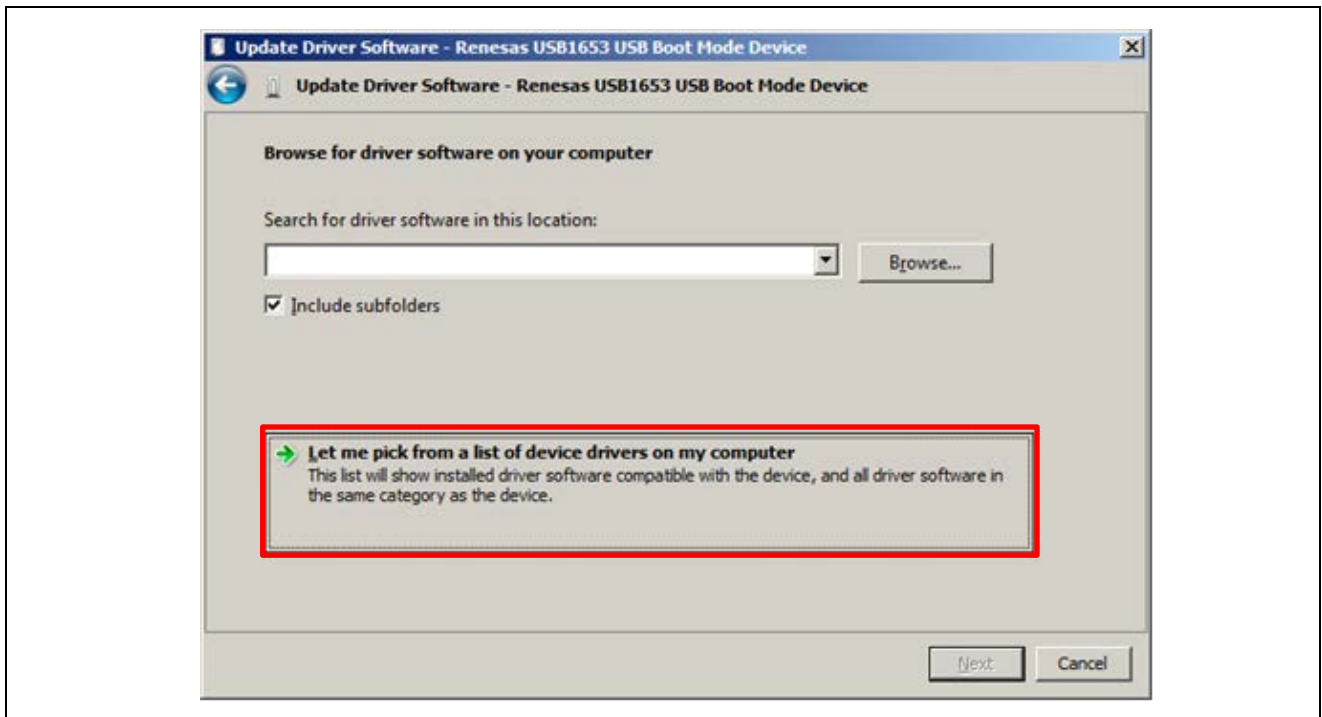 Update Driver Software - Renesas USB1653 USB Boot Mode Device
Update Driver Software - Renesas USB1653 USB Boot Mode Device
Browse for driver software on your computer
Search for driver software in this location:
Browse...
Include subfolders
Let me pick from a list of device drivers on my computer
This list will show installed driver software compatible with the device, and all driver software in
the same category as the device.
Next
Cancel